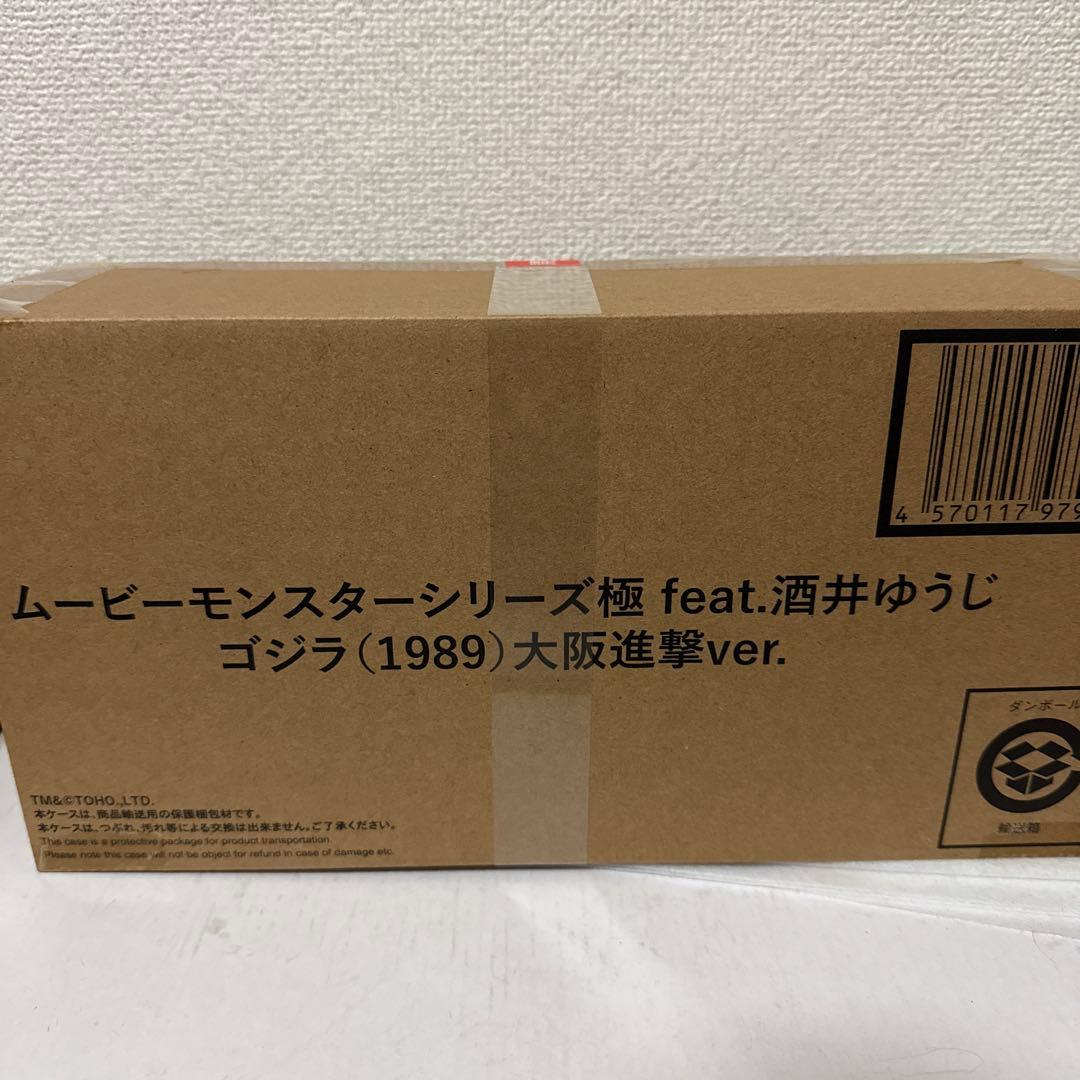 4 570117 979
ムービーモンスターシリーズ極 feat.酒井ゆうじ
ゴジラ(1989)大阪進撃ver.
ダンボール
輸送箱
TM&©TOHO.,LTD.
本ケースは、商品輸送用の保護梱包材です。
本ケースは、つぶれ、汚れ等による交換は出来ません。ご了承ください。
This case is a protective package for product transportation.
Please note this case will not be object for refund in case of damage etc.